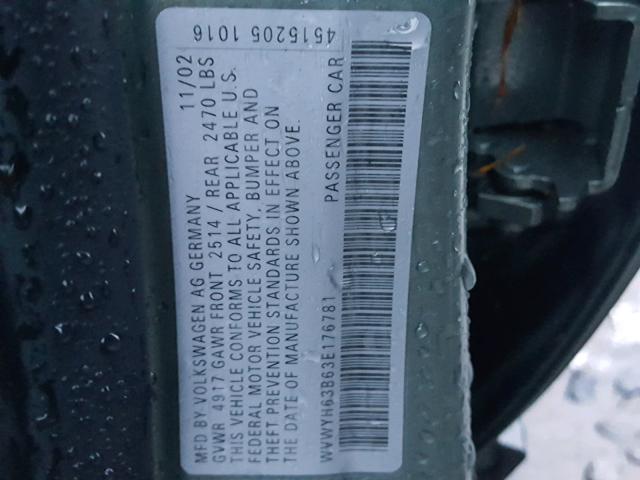 4515205 1016
MFD BY VOLKSWAGEN AG GERMANY 11/02
GVWR 4917 GAWR FRONT 2514 / REAR 2470 LBS
THIS VEHICLE CONFORMS TO ALL APPLICABLE U.S.
FEDERAL MOTOR VEHICLE SAFETY, BUMPER AND
THEFT PREVENTION STANDARDS IN EFFECT ON
THE DATE OF MANUFACTURE SHOWN ABOVE.
WVWYH63B63E176781 PASSENGER CAR